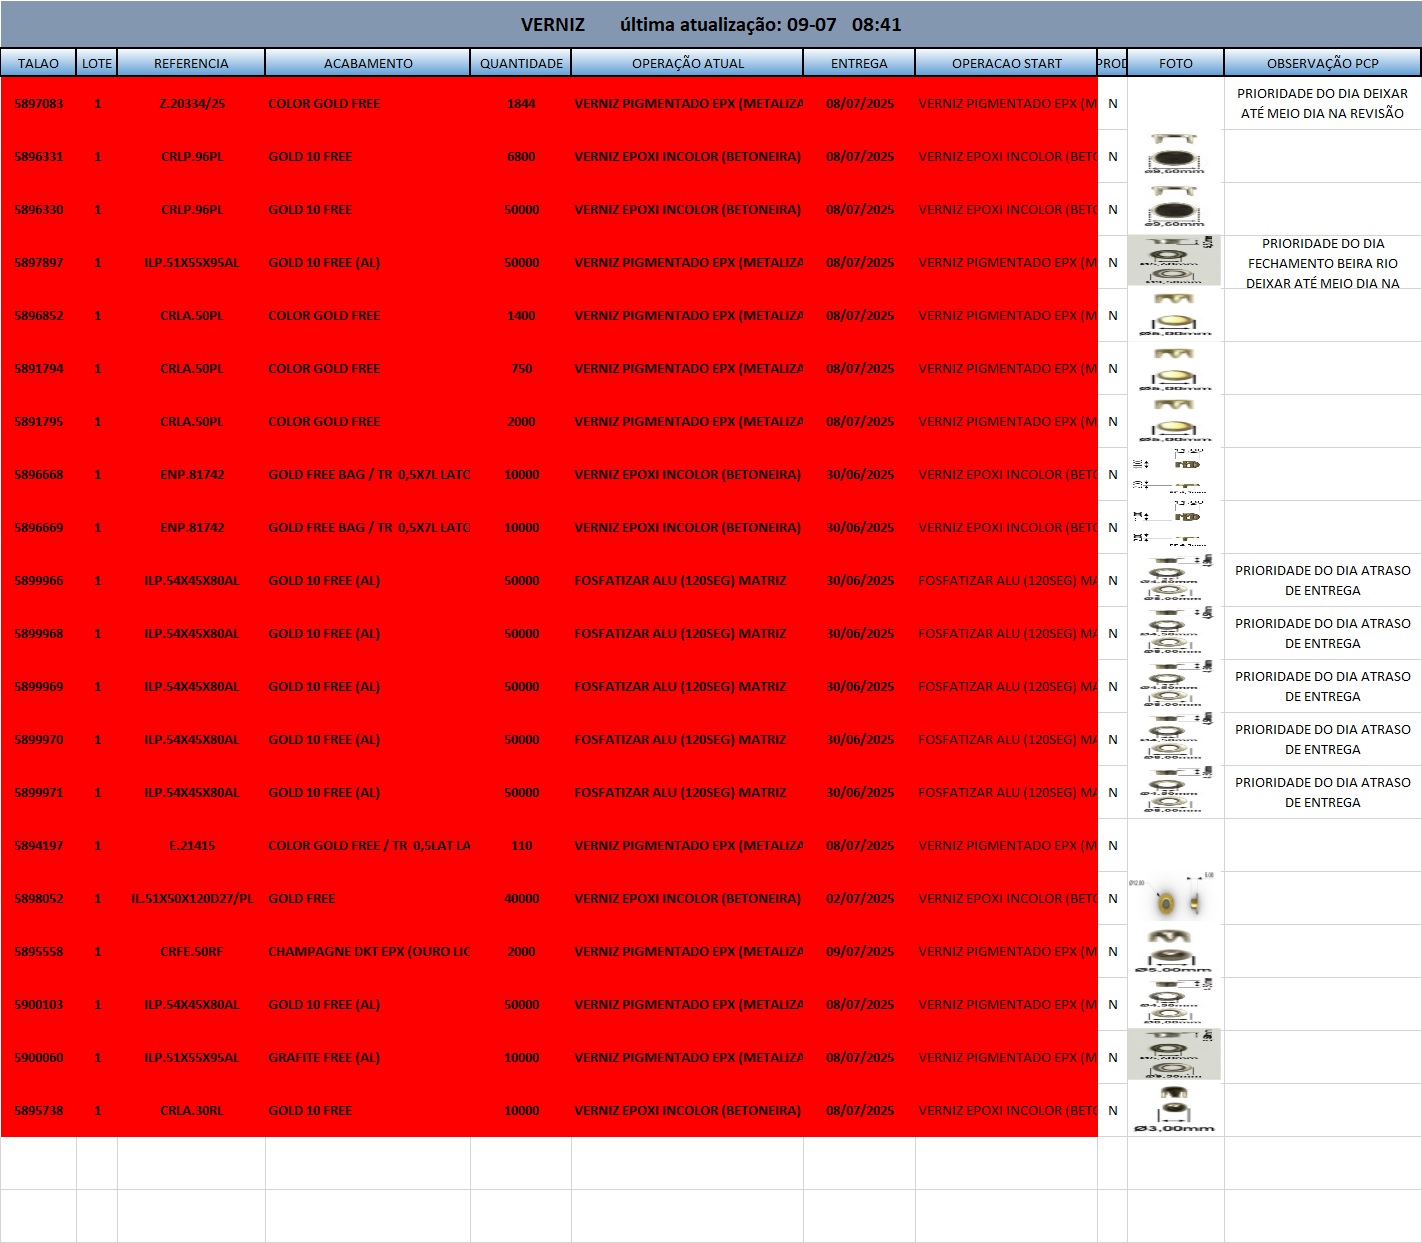 VERNIZ última atualização: 09-07 08:41
TALAO LOTE REFERENCIA ACABAMENTO QUANTIDADE OPERAÇÃO ATUAL ENTREGA OPERACAO START PROD FOTO OBSERVAÇÃO PCP
5897083 1 Z.20334/25 COLOR GOLD FREE 1844 VERNIZ PIGMENTADO EPX (METALIZA 08/07/2025 VERNIZ PIGMENTADO EPX (M N PRIORIDADE DO DIA DEIXAR
ATÉ MEIO DIA NA REVISÃO
5896331 1 CRLP.96PL GOLD 10 FREE 6800 VERNIZ EPOXI INCOLOR (BETONEIRA) 08/07/2025 VERNIZ EPOXI INCOLOR (BETO N
ø9,60mm
5896330 1 CRLP.96PL GOLD 10 FREE 50000 VERNIZ EPOXI INCOLOR (BETONEIRA) 08/07/2025 VERNIZ EPOXI INCOLOR (BETO N
ø9,60mm
5897897 1 ILP.51X55X95AL GOLD 10 FREE (AL) 50000 VERNIZ PIGMENTADO EPX (METALIZA 08/07/2025 VERNIZ PIGMENTADO EPX (M N PRIORIDADE DO DIA
FECHAMENTO BEIRA RIO
DEIXAR ATÉ MEIO DIA NA
5896852 1 CRLA.50PL COLOR GOLD FREE 1400 VERNIZ PIGMENTADO EPX (METALIZA 08/07/2025 VERNIZ PIGMENTADO EPX (M N
Ø5,00mm
5891794 1 CRLA.50PL COLOR GOLD FREE 750 VERNIZ PIGMENTADO EPX (METALIZA 08/07/2025 VERNIZ PIGMENTADO EPX (M N
Ø5,00mm
5891795 1 CRLA.50PL COLOR GOLD FREE 2000 VERNIZ PIGMENTADO EPX (METALIZA 08/07/2025 VERNIZ PIGMENTADO EPX (M N
Ø5,00mm
5896668 1 ENP.81742 GOLD FREE BAG / TR 0,5X7L LATO 10000 VERNIZ EPOXI INCOLOR (BETONEIRA) 30/06/2025 VERNIZ EPOXI INCOLOR (BETO N
5896669 1 ENP.81742 GOLD FREE BAG / TR 0,5X7L LATO 10000 VERNIZ EPOXI INCOLOR (BETONEIRA) 30/06/2025 VERNIZ EPOXI INCOLOR (BETO N
5899966 1 ILP.54X45X80AL GOLD 10 FREE (AL) 50000 FOSFATIZAR ALU (120SEG) MATRIZ 30/06/2025 FOSFATIZAR ALU (120SEG) MA N PRIORIDADE DO DIA ATRASO
DE ENTREGA
5899968 1 ILP.54X45X80AL GOLD 10 FREE (AL) 50000 FOSFATIZAR ALU (120SEG) MATRIZ 30/06/2025 FOSFATIZAR ALU (120SEG) MA N PRIORIDADE DO DIA ATRASO
DE ENTREGA
5899969 1 ILP.54X45X80AL GOLD 10 FREE (AL) 50000 FOSFATIZAR ALU (120SEG) MATRIZ 30/06/2025 FOSFATIZAR ALU (120SEG) MA N PRIORIDADE DO DIA ATRASO
DE ENTREGA
5899970 1 ILP.54X45X80AL GOLD 10 FREE (AL) 50000 FOSFATIZAR ALU (120SEG) MATRIZ 30/06/2025 FOSFATIZAR ALU (120SEG) MA N PRIORIDADE DO DIA ATRASO
DE ENTREGA
5899971 1 ILP.54X45X80AL GOLD 10 FREE (AL) 50000 FOSFATIZAR ALU (120SEG) MATRIZ 30/06/2025 FOSFATIZAR ALU (120SEG) MA N PRIORIDADE DO DIA ATRASO
DE ENTREGA
5894197 1 E.21415 COLOR GOLD FREE / TR 0,5LAT LA 110 VERNIZ PIGMENTADO EPX (METALIZA 08/07/2025 VERNIZ PIGMENTADO EPX (M N
5898052 1 IL.51X50X120D27/PL GOLD FREE 40000 VERNIZ EPOXI INCOLOR (BETONEIRA) 02/07/2025 VERNIZ EPOXI INCOLOR (BETO N
5895558 1 CRFE.50RF CHAMPAGNE DKT EPX (OURO LIG 2000 VERNIZ PIGMENTADO EPX (METALIZA 09/07/2025 VERNIZ PIGMENTADO EPX (M N
Ø5,00mm
5900103 1 ILP.54X45X80AL GOLD 10 FREE (AL) 50000 VERNIZ PIGMENTADO EPX (METALIZA 08/07/2025 VERNIZ PIGMENTADO EPX (M N
5900060 1 ILP.51X55X95AL GRAFITE FREE (AL) 10000 VERNIZ PIGMENTADO EPX (METALIZA 08/07/2025 VERNIZ PIGMENTADO EPX (M N
5895738 1 CRLA.30RL GOLD 10 FREE 10000 VERNIZ EPOXI INCOLOR (BETONEIRA) 08/07/2025 VERNIZ EPOXI INCOLOR (BETO N
Ø3,00mm